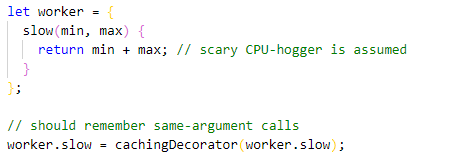 let worker = {
  slow(min, max) {
    return min + max; // scary CPU-hogger is assumed
  }
};

// should remember same-argument calls
worker.slow = cachingDecorator(worker.slow);